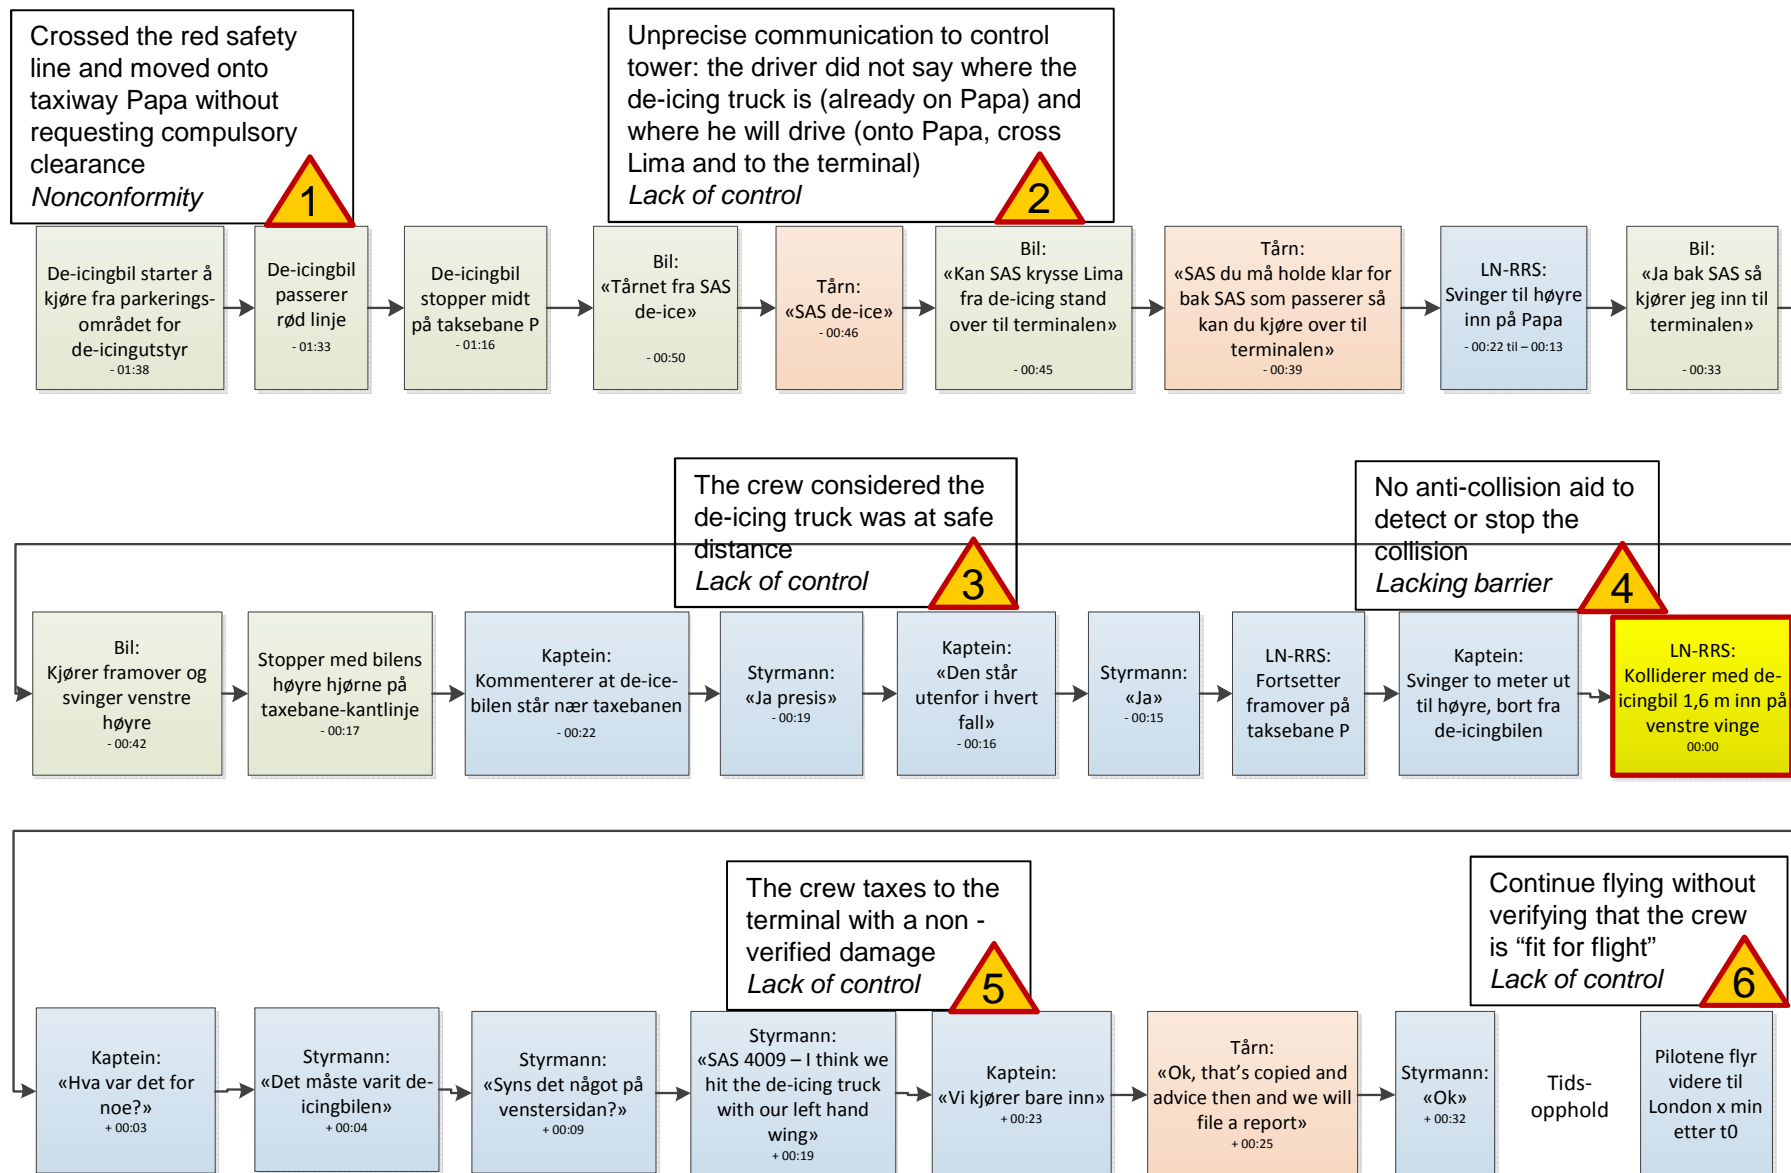 Crossed the red safety
line and moved onto
taxiway Papa without
requesting compulsory
clearance
Nonconformity
1
Unprecise communication to control
tower: the driver did not say where the
de-icing truck is (already on Papa) and
where he will drive (onto Papa, cross
Lima and to the terminal)
Lack of control
2
De-icingbil starter å
kjøre fra parkerings-
området for
de-icingutstyr
- 01:38
De-icingbil
passerer
rød linje
- 01:33
De-icingbil
stopper midt
på taksebane P
- 01:16
Bil:
«Tårnet fra SAS
de-ice»
- 00:50
Tårn:
«SAS de-ice»
- 00:46
Bil:
«Kan SAS krysse Lima
fra de-icing stand
over til terminalen»
- 00:45
Tårn:
«SAS du må holde klar for
bak SAS som passerer så
kan du kjøre over til
terminalen»
- 00:39
LN-RRS:
Svinger til høyre
inn på Papa
- 00:22 til – 00:13
Bil:
«Ja bak SAS så
kjører jeg inn til
terminalen»
- 00:33
The crew considered the
de-icing truck was at safe
distance
Lack of control
3
No anti-collision aid to
detect or stop the
collision
Lacking barrier
4
Bil:
Kjører framover og
svinger venstre
høyre
- 00:42
Stopper med bilens
høyre hjørne på
taxebane-kantlinje
- 00:17
Kaptein:
Kommenterer at de-ice-
bilen står nær taxebanen
- 00:22
Styrmann:
«Ja presis»
- 00:19
Kaptein:
«Den står
utenfor i hvert
fall»
- 00:16
Styrmann:
«Ja»
- 00:15
LN-RRS:
Fortsetter
framover på
taksebane P
Kaptein:
Svinger to meter ut
til høyre, bort fra
de-icingbilen
LN-RRS:
Kolliderer med de-
icingbil 1,6 m inn på
venstre vinge
00:00
The crew taxes to the
terminal with a non -
verified damage
Lack of control
5
Continue flying without
verifying that the crew
is “fit for flight”
Lack of control
6
Kaptein:
«Hva var det for
noe?»
+ 00:03
Styrmann:
«Det måste varit de-
icingbilen»
+ 00:04
Styrmann:
«Syns det något på
venstersidan?»
+ 00:09
Styrmann:
«SAS 4009 – I think we
hit the de-icing truck
with our left hand
wing»
+ 00:19
Kaptein:
«Vi kjører bare inn»
+ 00:23
Tårn:
«Ok, that’s copied and
advice then and we will
file a report»
+ 00:25
Styrmann:
«Ok»
+ 00:32
Tids-
opphold
Pilotene flyr
videre til
London x min
etter t0